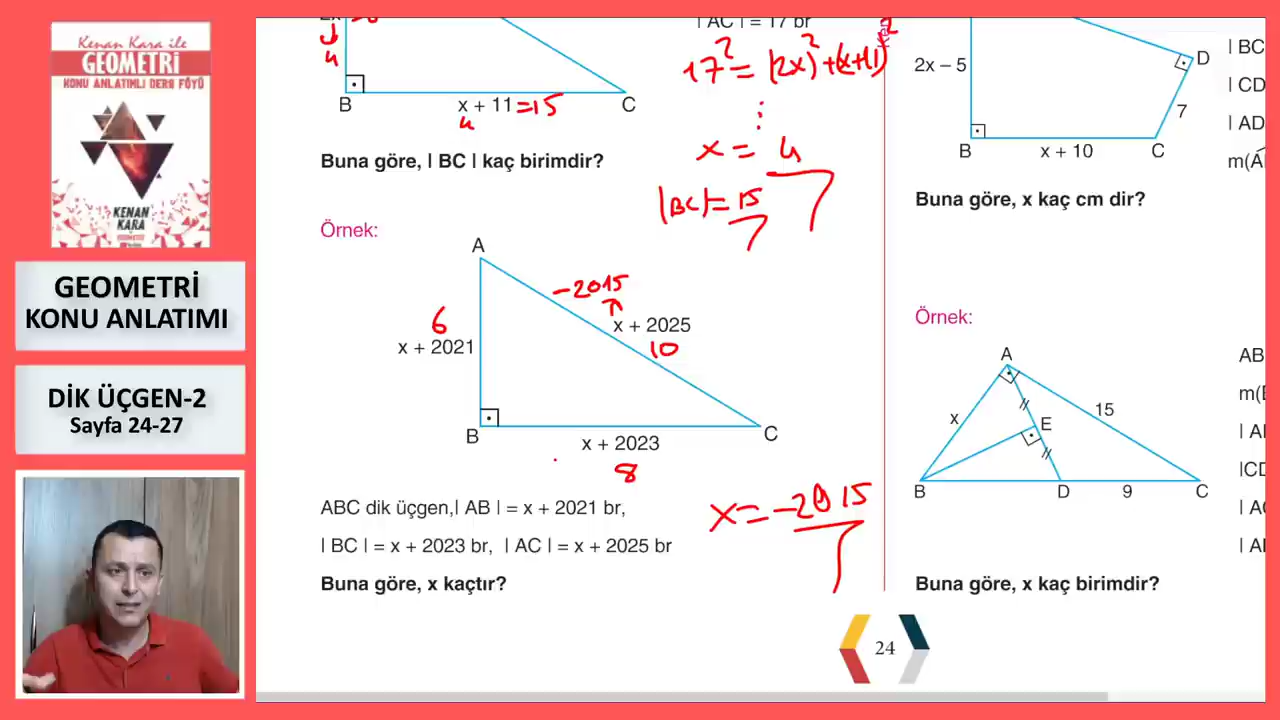 Kenan Kara ile
GEOMETRİ
KONU ANLATIMLI DERS FÖYÜ
KENAN
KARA
GEOMETRİ
KONU ANLATIMI
DİK ÜÇGEN-2
Sayfa 24-27
2x
4
B
x + 11 = 15
4
C
| AC | = 17 br
17² = (2x)² + (x+11)²
x = 4
|BC| = 15
Buna göre, | BC | kaç birimdir?
Örnek:
A
-2015
6
x + 2025
x + 2021
10
B
x + 2023
C
8
ABC dik üçgen,| AB | = x + 2021 br,
| BC | = x + 2023 br, | AC | = x + 2025 br
x = -2015
Buna göre, x kaçtır?
D
2x – 5
7
B
x + 10
C
| BC
| CD
| AD
m(A
Buna göre, x kaç cm dir?
Örnek:
A
x
15
E
B
D
9
C
AB
m(
| A
|CD
| A
| A
Buna göre, x kaç birimdir?
24